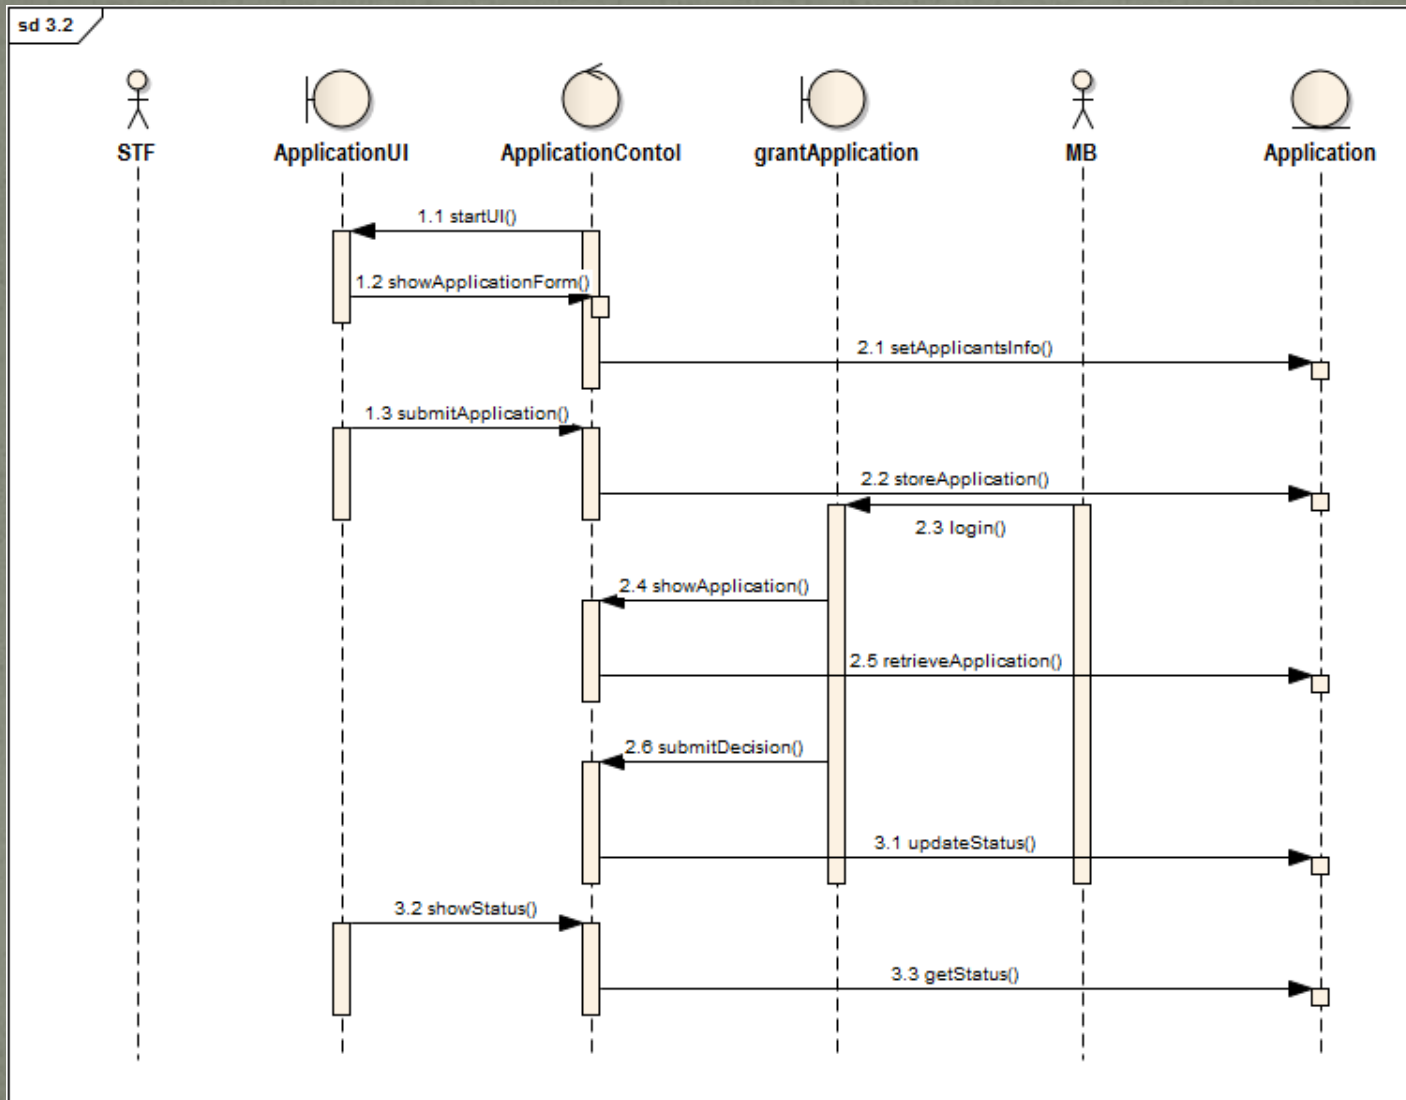 sd 3.2
STF
ApplicationUI
ApplicationContol
grantApplication
MB
Application
1.1 startUI()
1.2 showApplicationForm()
2.1 setApplicantsInfo()
1.3 submitApplication()
2.2 storeApplication()
2.3 login()
2.4 showApplication()
2.5 retrieveApplication()
2.6 submitDecision()
3.1 updateStatus()
3.2 showStatus()
3.3 getStatus()